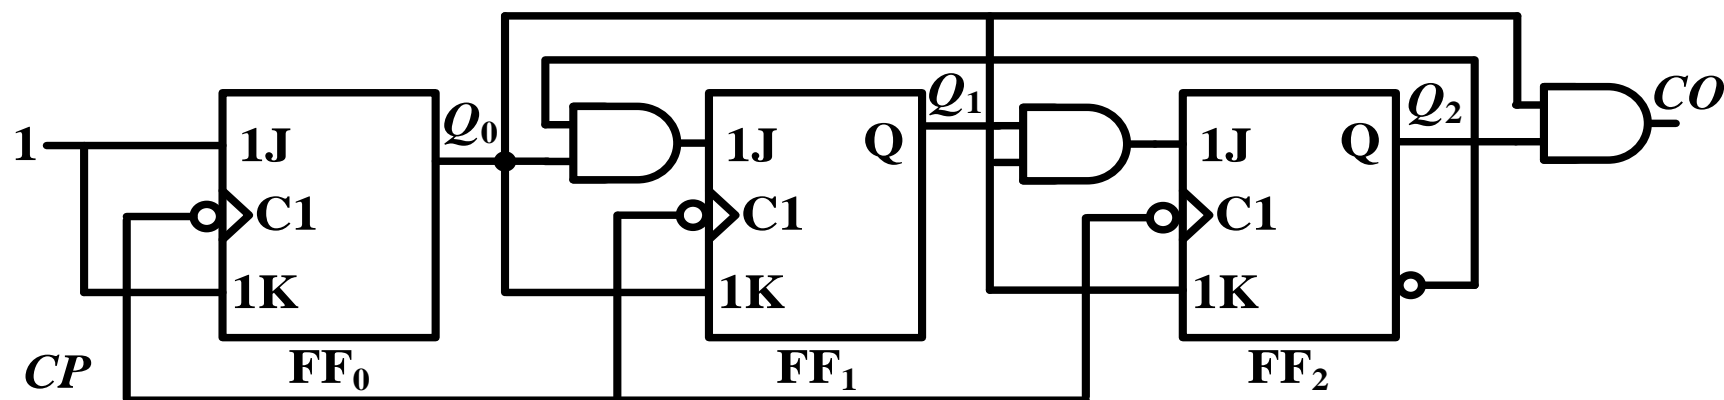 Q₀ Q₁ Q₂ CO
1 1J Q 1J Q
1J
C1 C1 C1
1K 1K 1K
CP FF₀ FF₁ FF₂